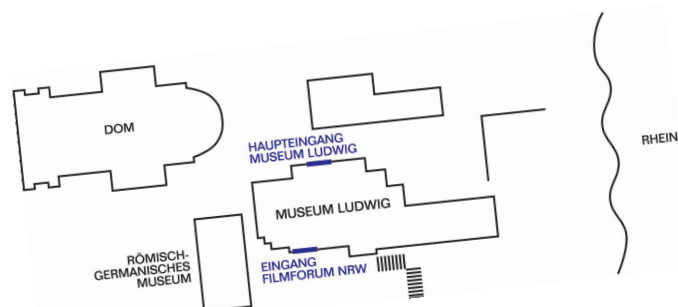 DOM
HAUPTEINGANG
MUSEUM LUDWIG
RHEIN
MUSEUM LUDWIG
RÖMISCH-
GERMANISCHES
MUSEUM
EINGANG
FILMFORUM NRW